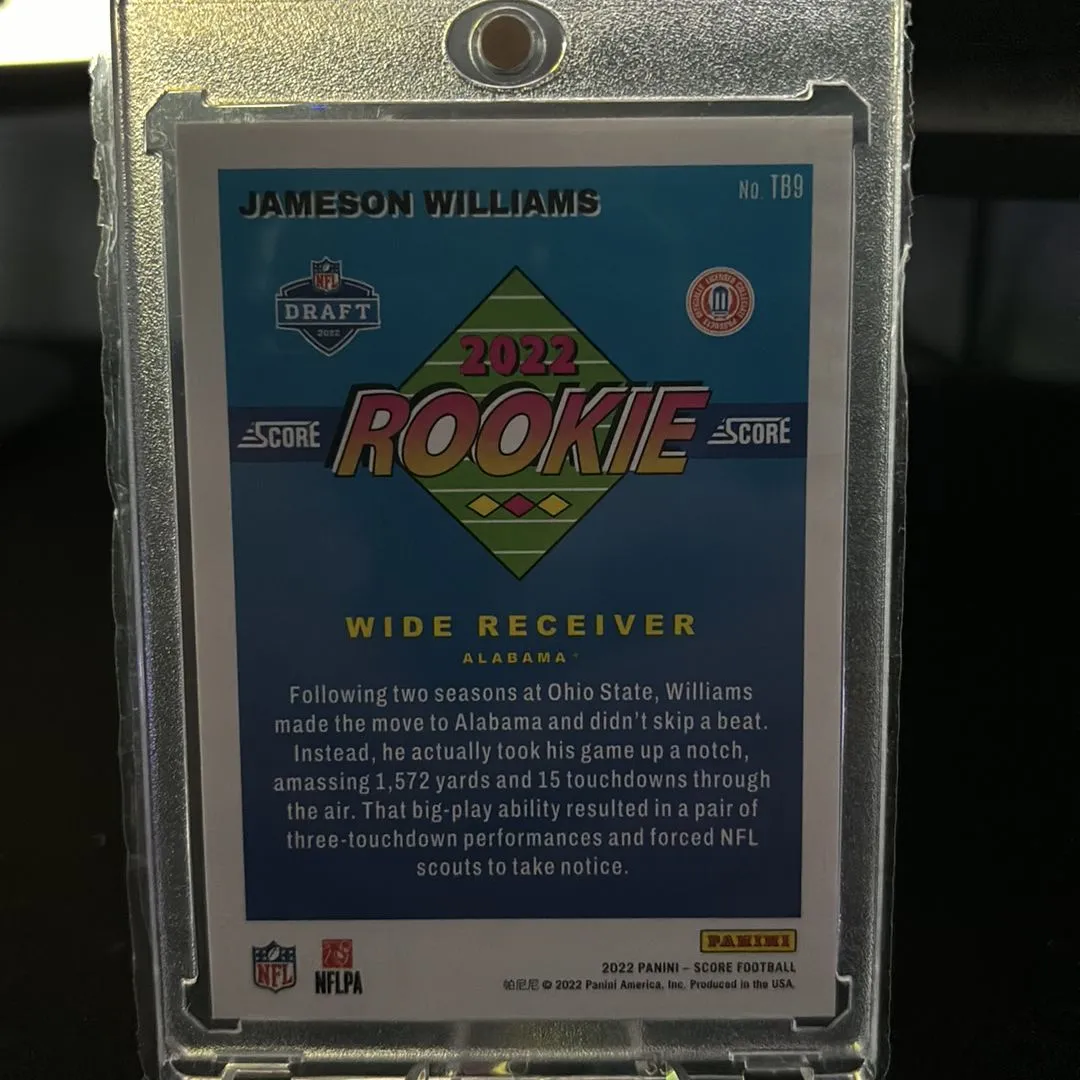 JAMESON WILLIAMS
No. TB9
NFL
DRAFT
2022
OFFICIALLY LICENSED COLLEGIATE PRODUCTS
2022
ROOKIE
SCORE
SCORE
WIDE RECEIVER
ALABAMA
Following two seasons at Ohio State, Williams
made the move to Alabama and didn't skip a beat.
Instead, he actually took his game up a notch,
amassing 1,572 yards and 15 touchdowns through
the air. That big-play ability resulted in a pair of
three-touchdown performances and forced NFL
scouts to take notice.
NFL
NFLPA
PANINI
2022 PANINI – SCORE FOOTBALL
帕尼尼 © 2022 Panini America, Inc. Produced in the USA.